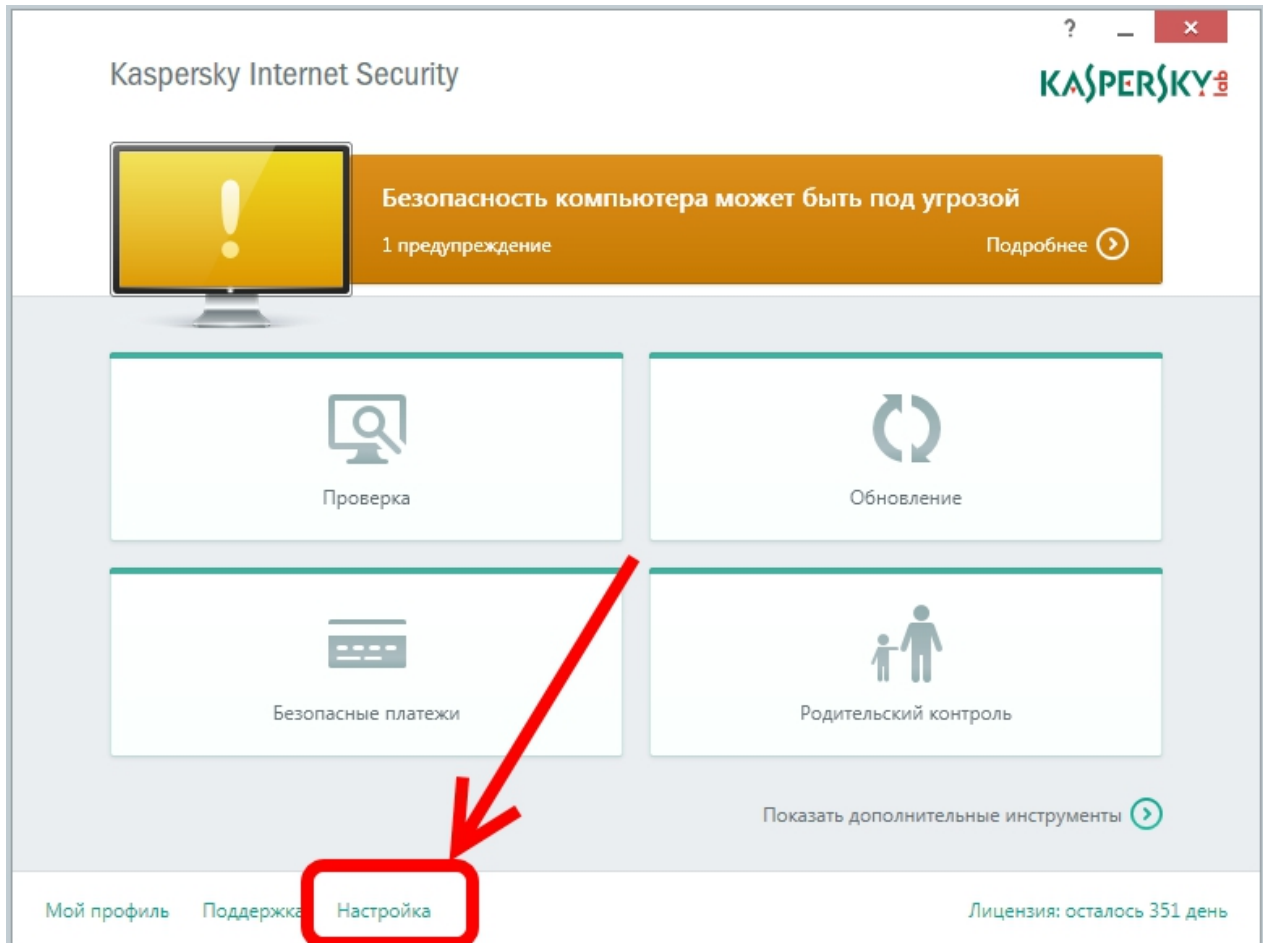 ?
Kaspersky Internet Security
KASPERSKY lab
Безопасность компьютера может быть под угрозой
1 предупреждение
Подробнее
Проверка
Обновление
Безопасные платежи
Родительский контроль
Показать дополнительные инструменты
Мой профиль Поддержка Настройка
Лицензия: осталось 351 день